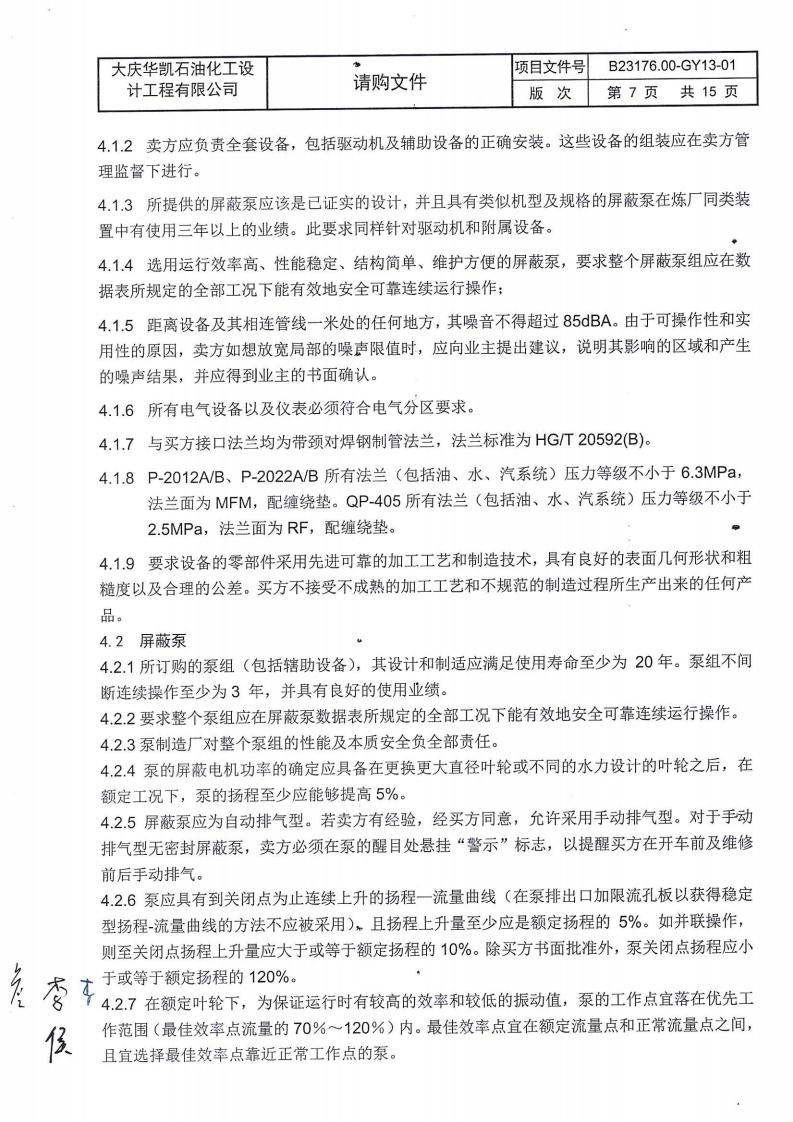 大庆华凯石油化工设
计工程有限公司
请购文件
项目文件号
B23176.00-GY13-01
版 次
第 7 页 共 15 页
4.1.2 卖方应负责全套设备，包括驱动机及辅助设备的正确安装。这些设备的组装应在卖方管
理监督下进行。
4.1.3 所提供的屏蔽泵应该是已证实的设计，并且具有类似机型及规格的屏蔽泵在炼厂同类装
置中有使用三年以上的业绩。此要求同样针对驱动机和附属设备。
4.1.4 选用运行效率高、性能稳定、结构简单、维护方便的屏蔽泵，要求整个屏蔽泵组应在数
据表所规定的全部工况下能有效地安全可靠连续运行操作；
4.1.5 距离设备及其相连管线一米处的任何地方，其噪音不得超过 85dBA。由于可操作性和实
用性的原因，卖方如想放宽局部的噪声限值时，应向业主提出建议，说明其影响的区域和产生
的噪声结果，并应得到业主的书面确认。
4.1.6 所有电气设备以及仪表必须符合电气分区要求。
4.1.7 与买方接口法兰均为带颈对焊钢制管法兰，法兰标准为 HG/T 20592(B)。
4.1.8 P-2012A/B、P-2022A/B 所有法兰（包括油、水、汽系统）压力等级不小于 6.3MPa，
法兰面为 MFM，配缠绕垫。QP-405 所有法兰（包括油、水、汽系统）压力等级不小于
2.5MPa，法兰面为 RF，配缠绕垫。
4.1.9 要求设备的零部件采用先进可靠的加工工艺和制造技术，具有良好的表面几何形状和粗
糙度以及合理的公差。买方不接受不成熟的加工工艺和不规范的制造过程所生产出来的任何产
品。
4.2 屏蔽泵
4.2.1 所订购的泵组（包括辖助设备），其设计和制适应满足使用寿命至少为 20 年。泵组不间
断连续操作至少为 3 年，并具有良好的使用业绩。
4.2.2 要求整个泵组应在屏蔽泵数据表所规定的全部工况下能有效地安全可靠连续运行操作。
4.2.3 泵制造厂对整个泵组的性能及本质安全负全部责任。
4.2.4 泵的屏蔽电机功率的确定应具备在更换更大直径叶轮或不同的水力设计的叶轮之后，在
额定工况下，泵的扬程至少应能够提高 5%。
4.2.5 屏蔽泵应为自动排气型。若卖方有经验，经买方同意，允许采用手动排气型。对于手动
排气型无密封屏蔽泵，卖方必须在泵的醒目处悬挂“警示”标志，以提醒买方在开车前及维修
前后手动排气。
4.2.6 泵应具有到关闭点为止连续上升的扬程—流量曲线（在泵排出口加限流孔板以获得稳定
型扬程-流量曲线的方法不应被采用）、且扬程上升量至少应是额定扬程的 5%。如并联操作，
则至关闭点扬程上升量应大于或等于额定扬程的 10%。除买方书面批准外，泵关闭点扬程应小
于或等于额定扬程的 120%。
4.2.7 在额定叶轮下，为保证运行时有较高的效率和较低的振动值，泵的工作点宜落在优先工
作范围（最佳效率点流量的 70%～120%）内。最佳效率点宜在额定流量点和正常流量点之间，
且宜选择最佳效率点靠近正常工作点的泵。